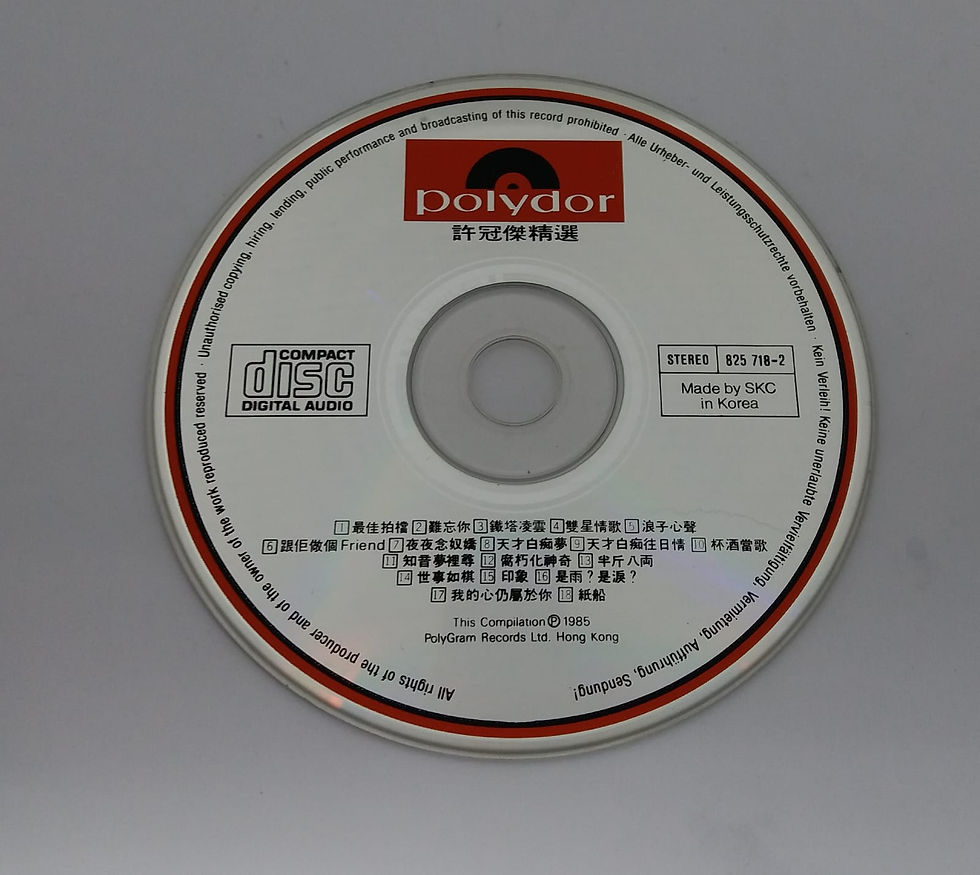 All rights of the producer and of the owner of the work reproduced reserved · Unauthorised copying, hiring, lending, public performance and broadcasting of this record prohibited · Alle Urheber- und Leistungsschutzrechte vorbehalten · Kein Verleih! Keine unerlaubte Vervielfältigung, Vermietung, Aufführung, Sendung!
polydor
許冠傑精選
COMPACT
disc
DIGITAL AUDIO
STEREO 825 718-2
Made by SKC
in Korea
1 最佳拍檔 2 難忘你 3 鐵塔凌雲 4 雙星情歌 5 浪子心聲
6 跟佢做個Friend 7 夜夜念奴嬌 8 天才白痴夢 9 天才白痴往日情 10 杯酒當歌
11 知音夢裡尋 12 腐朽化神奇 13 半斤八両
14 世事如棋 15 印象 16 是雨？是淚？
17 我的心仍屬於你 18 紙船
This Compilation Ⓟ 1985
PolyGram Records Ltd. Hong Kong